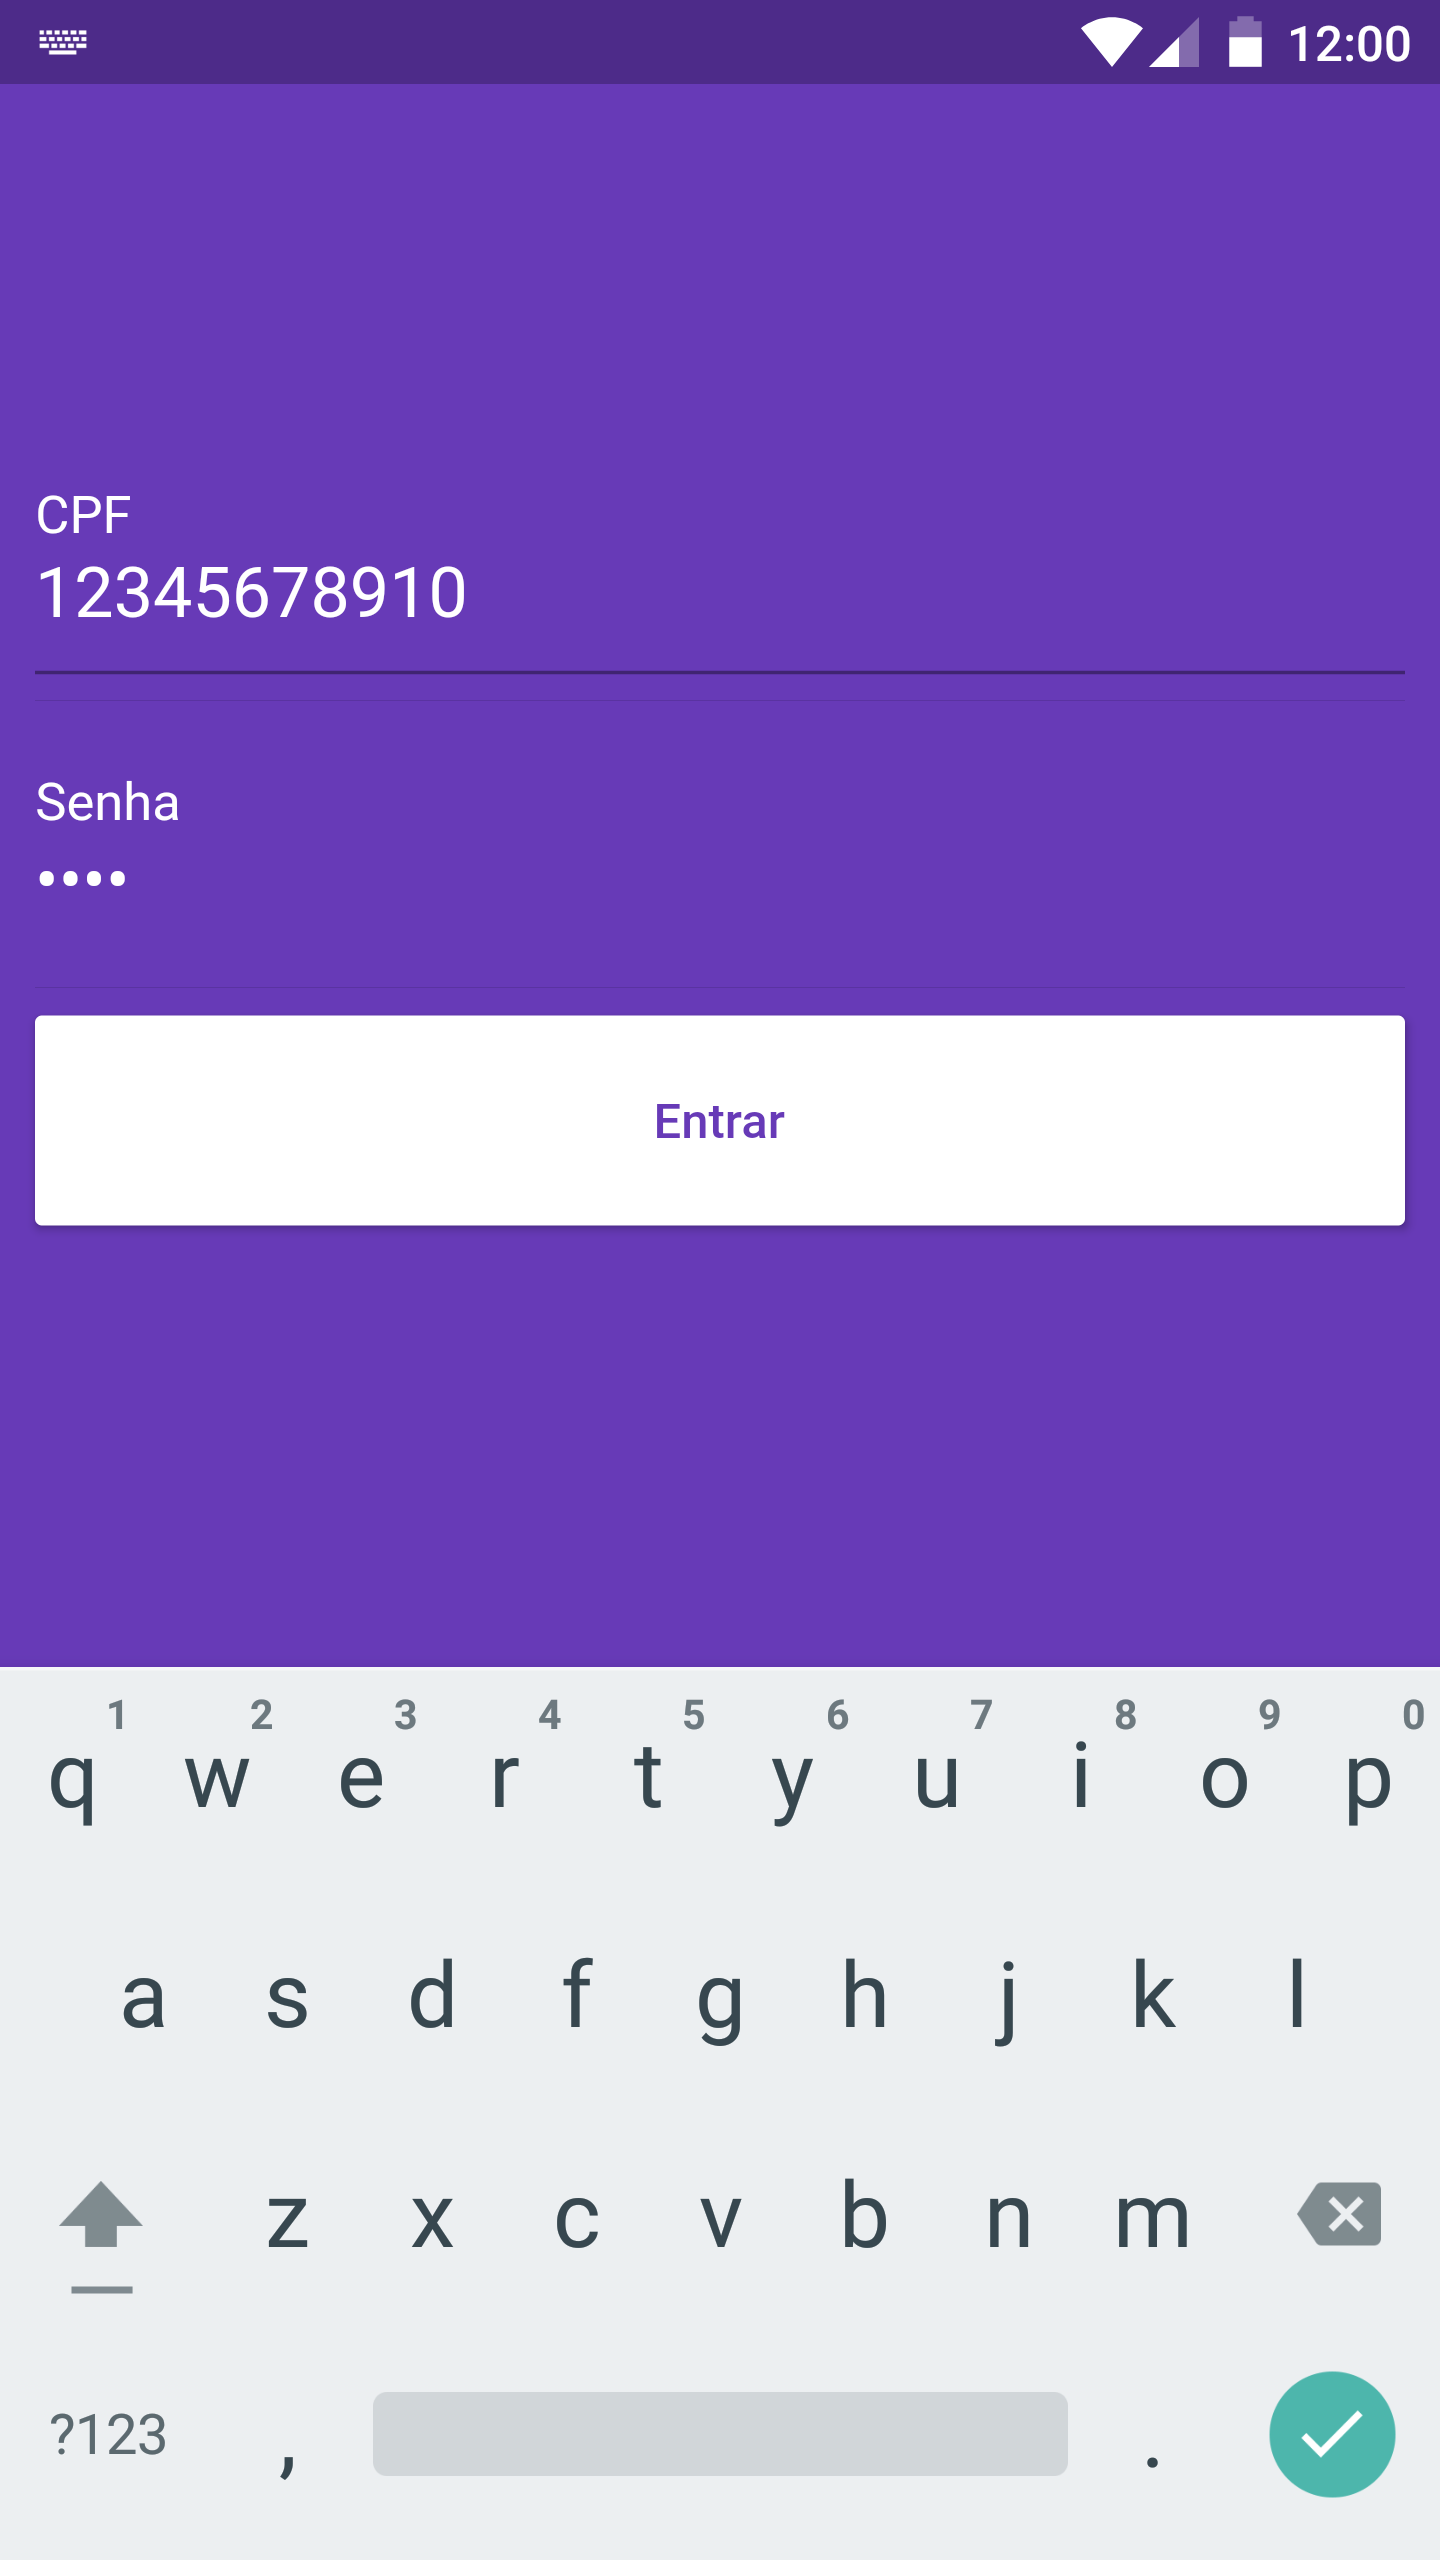 12:00
CPF
12345678910
Senha
••••
Entrar
1 2 3 4 5 6 7 8 9 0
q w e r t y u i o p
a s d f g h j k l
z x c v b n m
?123 , .